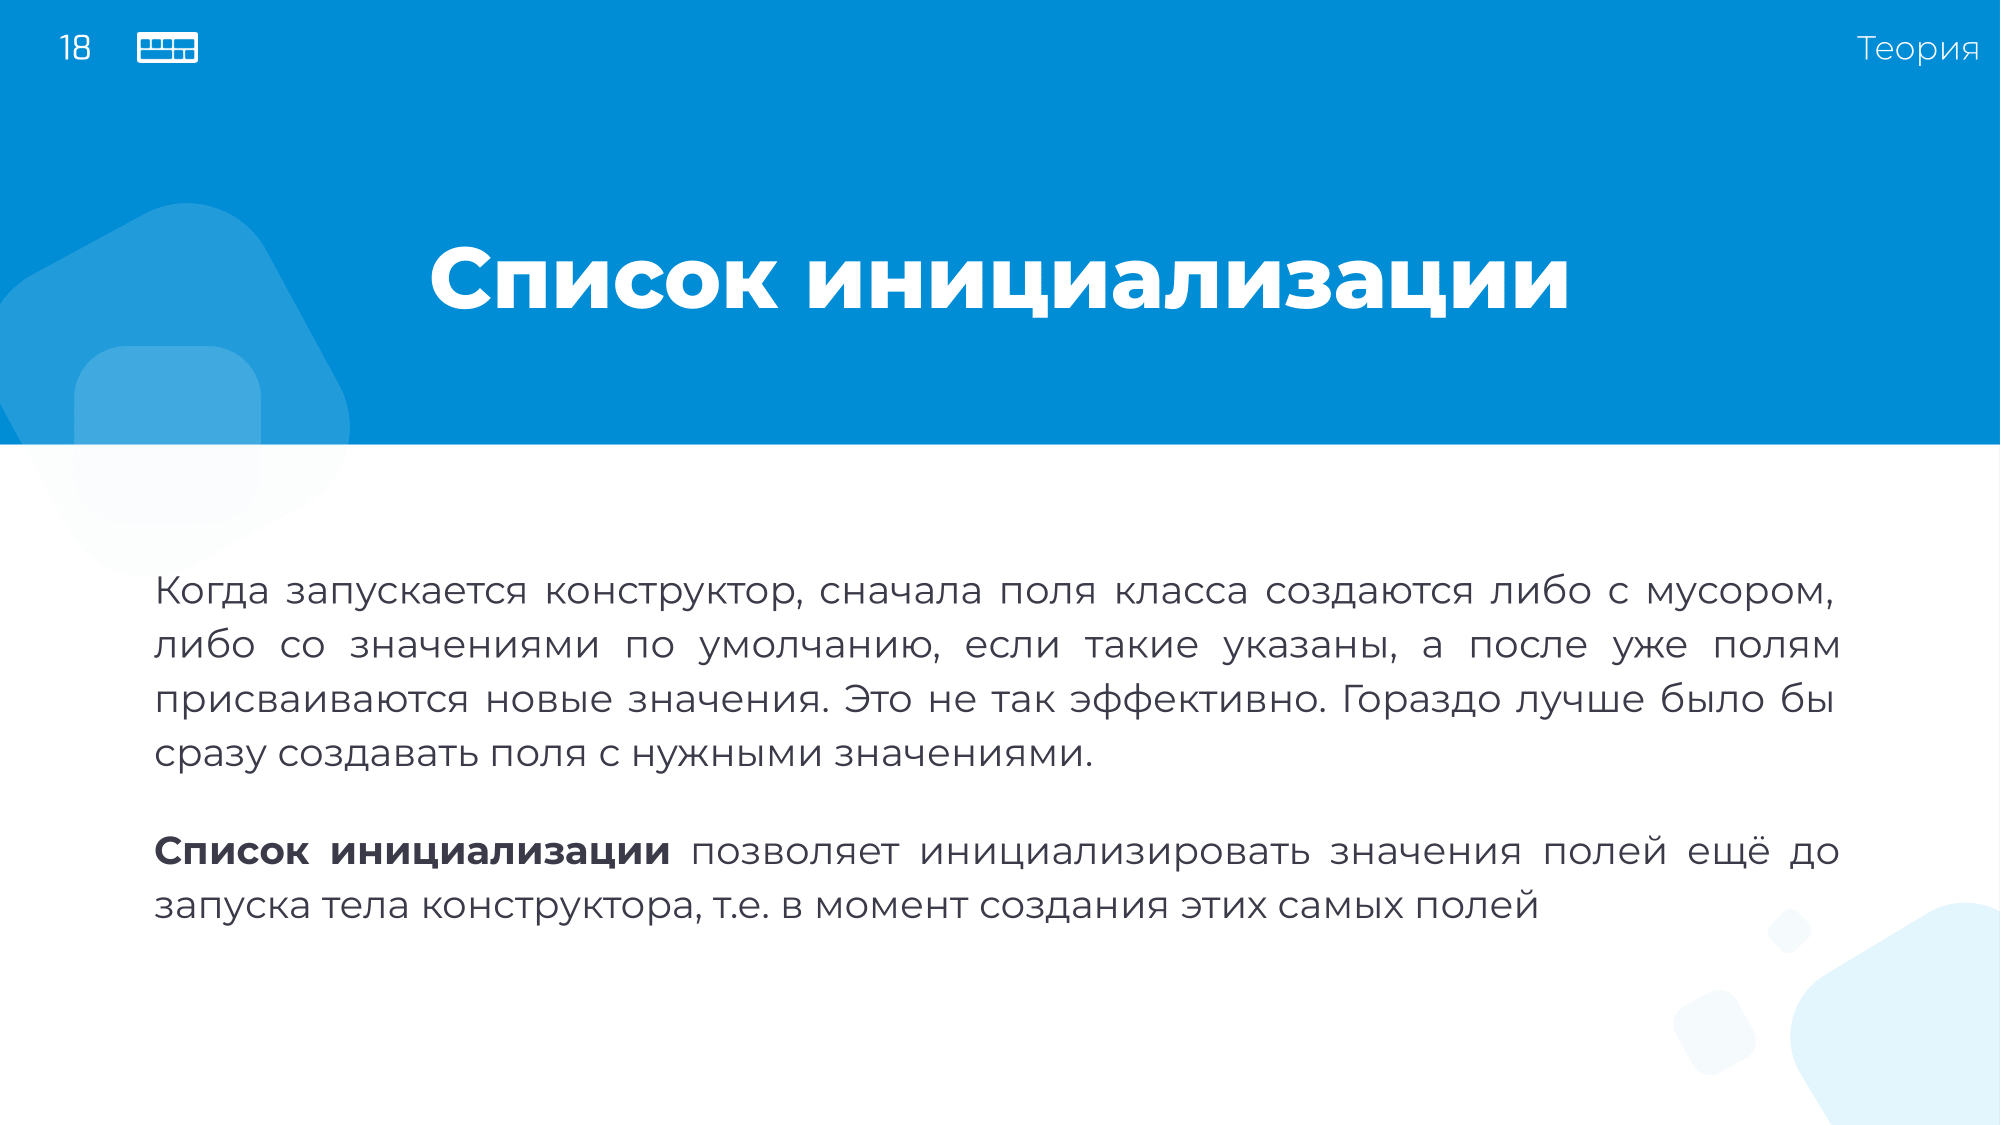 18
Теория
Список инициализации
Когда запускается конструктор, сначала поля класса создаются либо с мусором,
либо со значениями по умолчанию, если такие указаны, а после уже полям
присваиваются новые значения. Это не так эффективно. Гораздо лучше было бы
сразу создавать поля с нужными значениями.
Список инициализации позволяет инициализировать значения полей ещё до
запуска тела конструктора, т.е. в момент создания этих самых полей